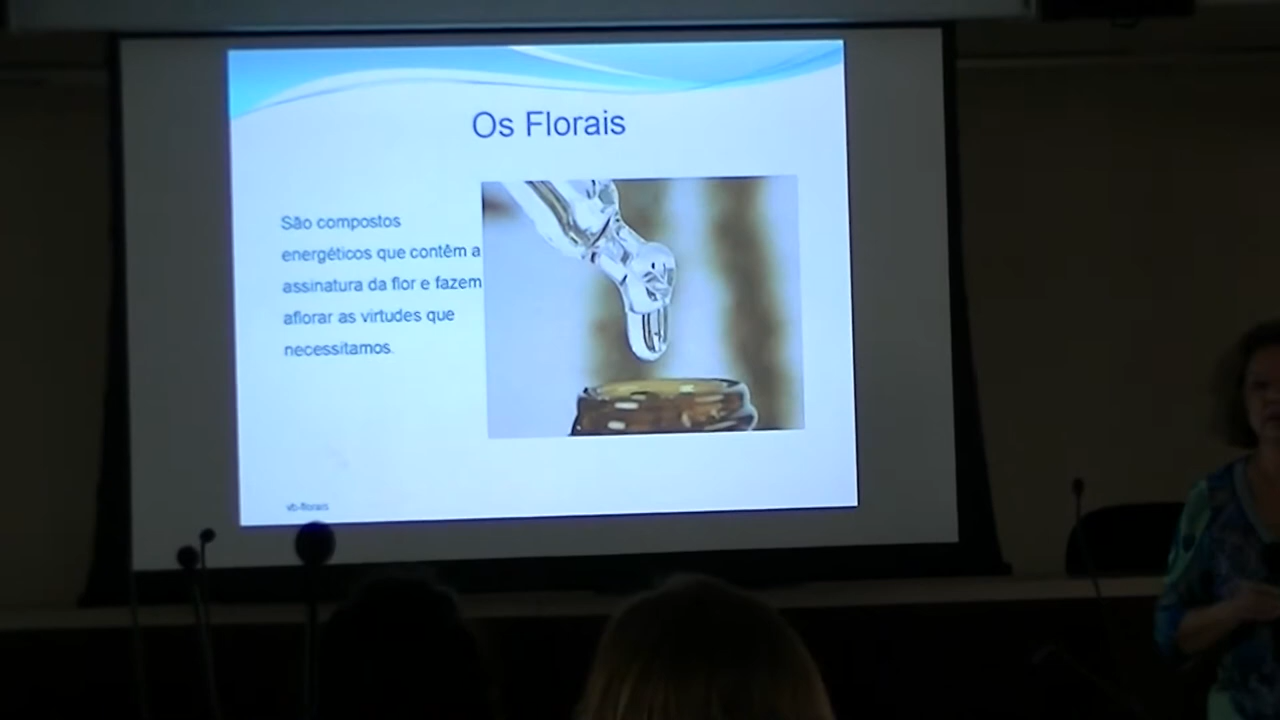 Os Florais
São compostos
energéticos que contêm a
assinatura da flor e fazem
aflorar as virtudes que
necessitamos.
vb-florais